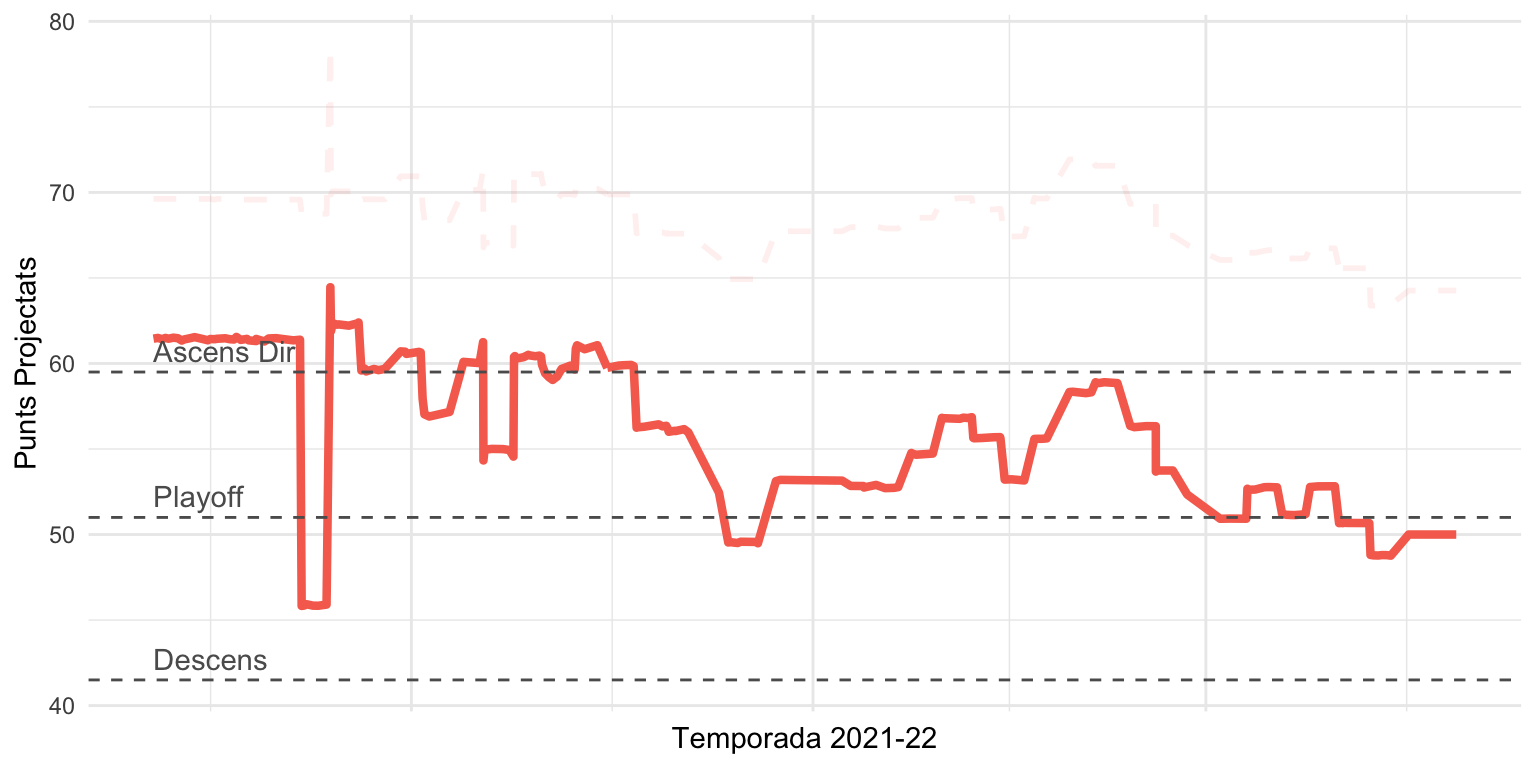 80
70
60
50
40
Punts Projectats
Ascens Dir
Playoff
Descens
Temporada 2021-22